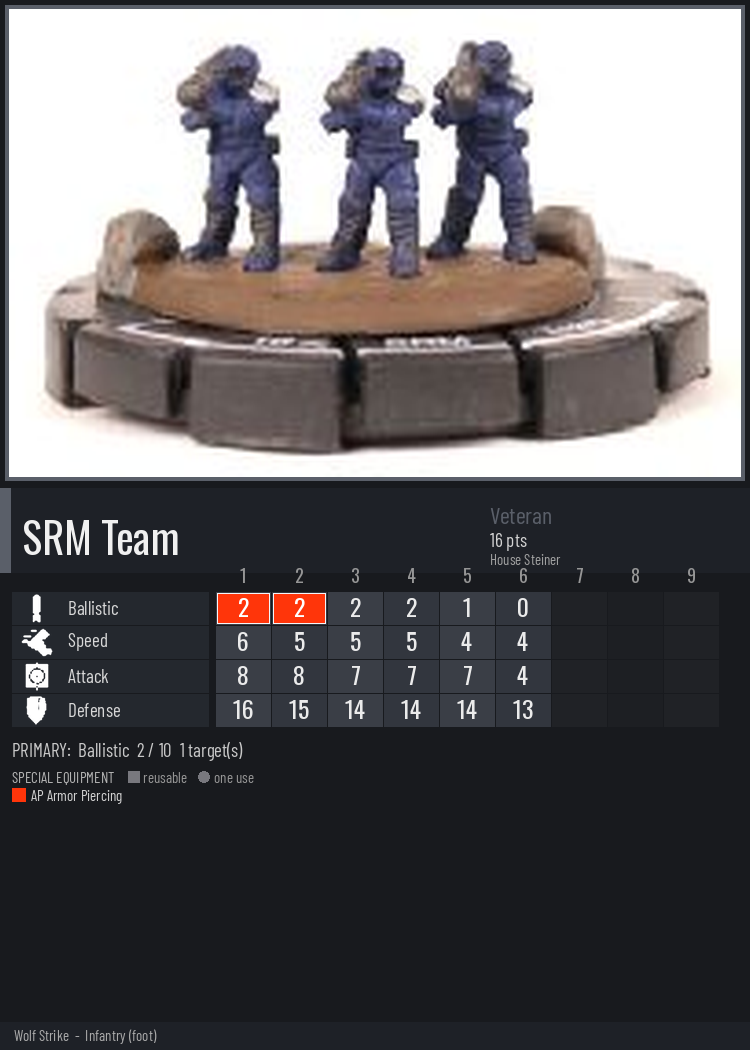 SRM Team
Veteran
16 pts
House Steiner
1 2 3 4 5 6 7 8 9
Ballistic 2 2 2 2 1 0
Speed 6 5 5 5 4 4
Attack 8 8 7 7 7 4
Defense 16 15 14 14 14 13
PRIMARY: Ballistic 2 / 10 1 target(s)
SPECIAL EQUIPMENT reusable one use
AP Armor Piercing
Wolf Strike - Infantry (foot)